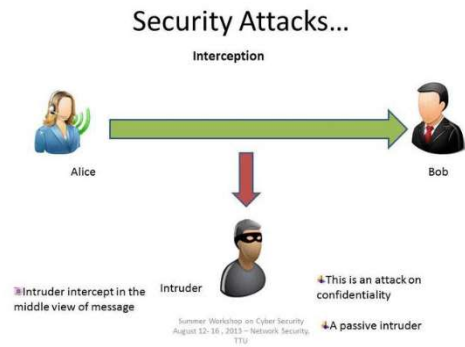 Security Attacks...
Interception
Alice
Bob
Intruder intercept in the
middle view of message
Intruder
This is an attack on
confidentiality
A passive intruder
Summer Workshop on Cyber Security
August 12- 16 , 2013 – Network Security,
TTU